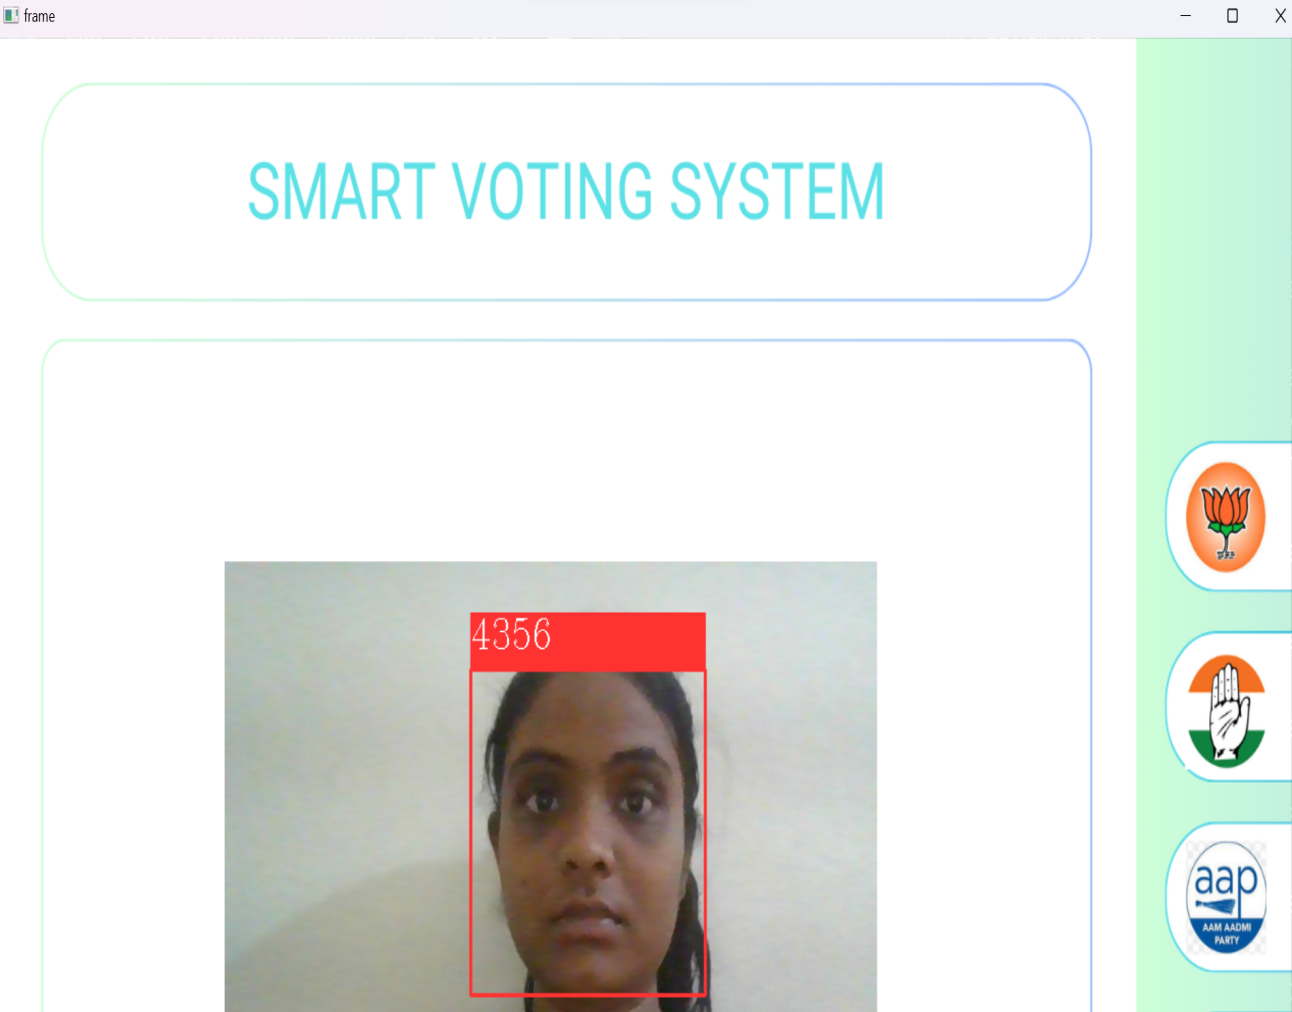 frame
SMART VOTING SYSTEM
4356
aap
AAM AADMI
PARTY